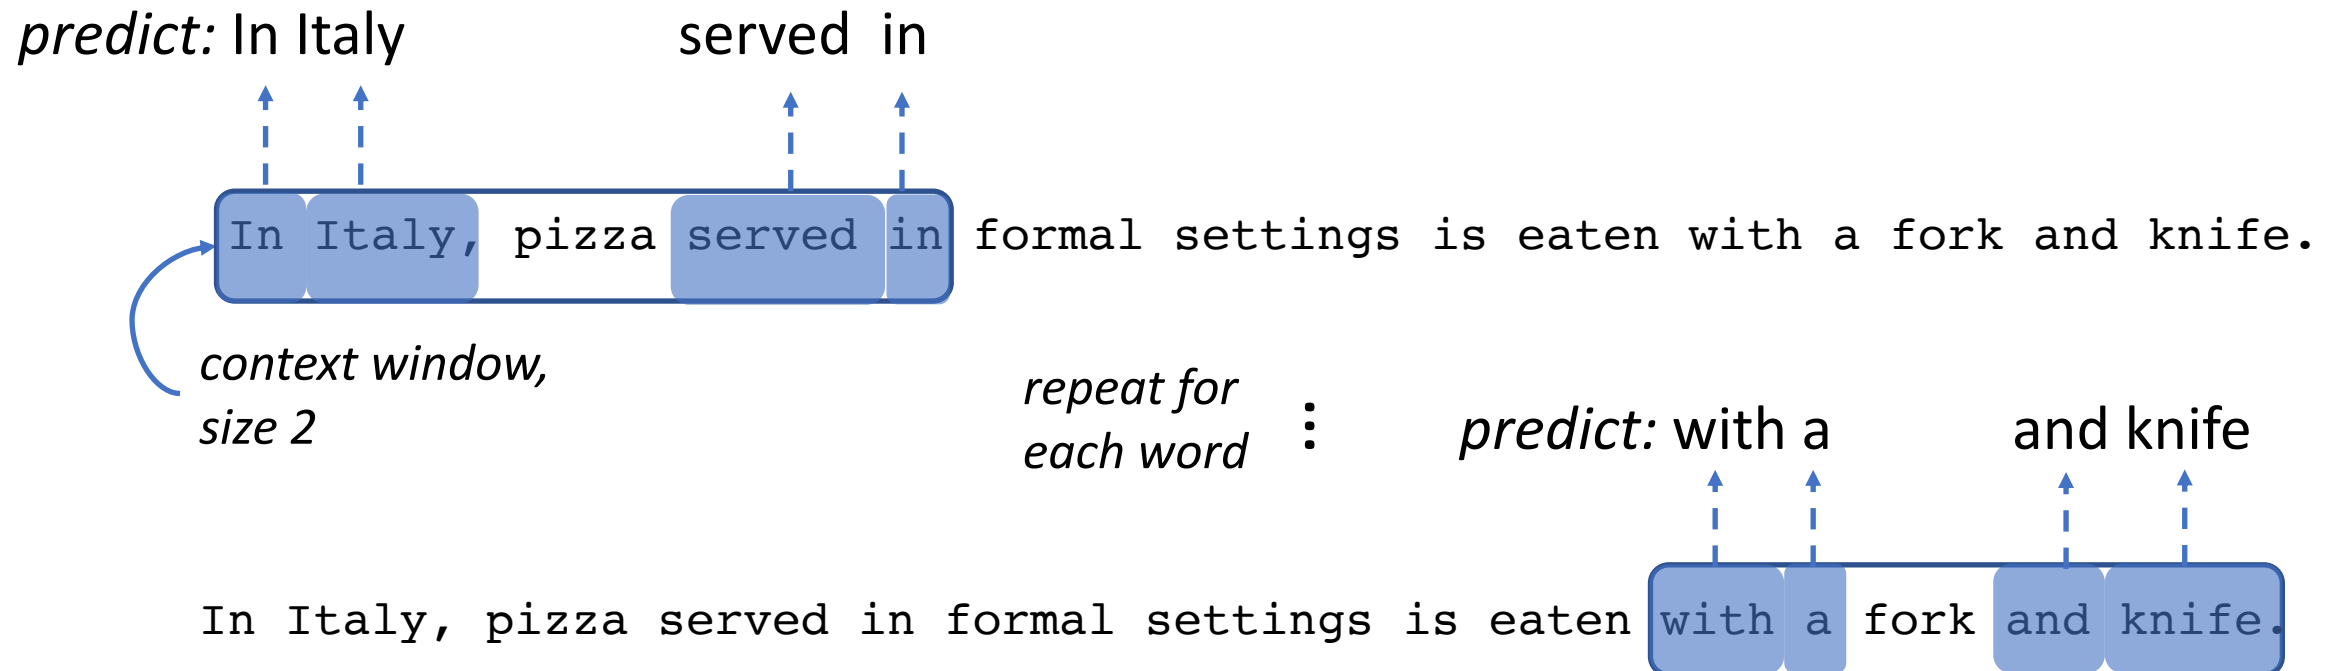 predict: In Italy served in
In Italy, pizza served in formal settings is eaten with a fork and knife.
context window,
size 2
repeat for
each word ⋮
predict: with a and knife
In Italy, pizza served in formal settings is eaten with a fork and knife.